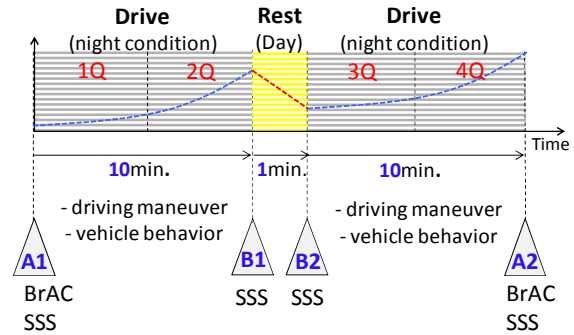 Drive Rest Drive
(night condition) (Day) (night condition)
1Q 2Q 3Q 4Q
Time
10min. 1min. 10min.
- driving maneuver - driving maneuver
- vehicle behavior - vehicle behavior
A1 B1 B2 A2
BrAC SSS SSS BrAC
SSS SSS